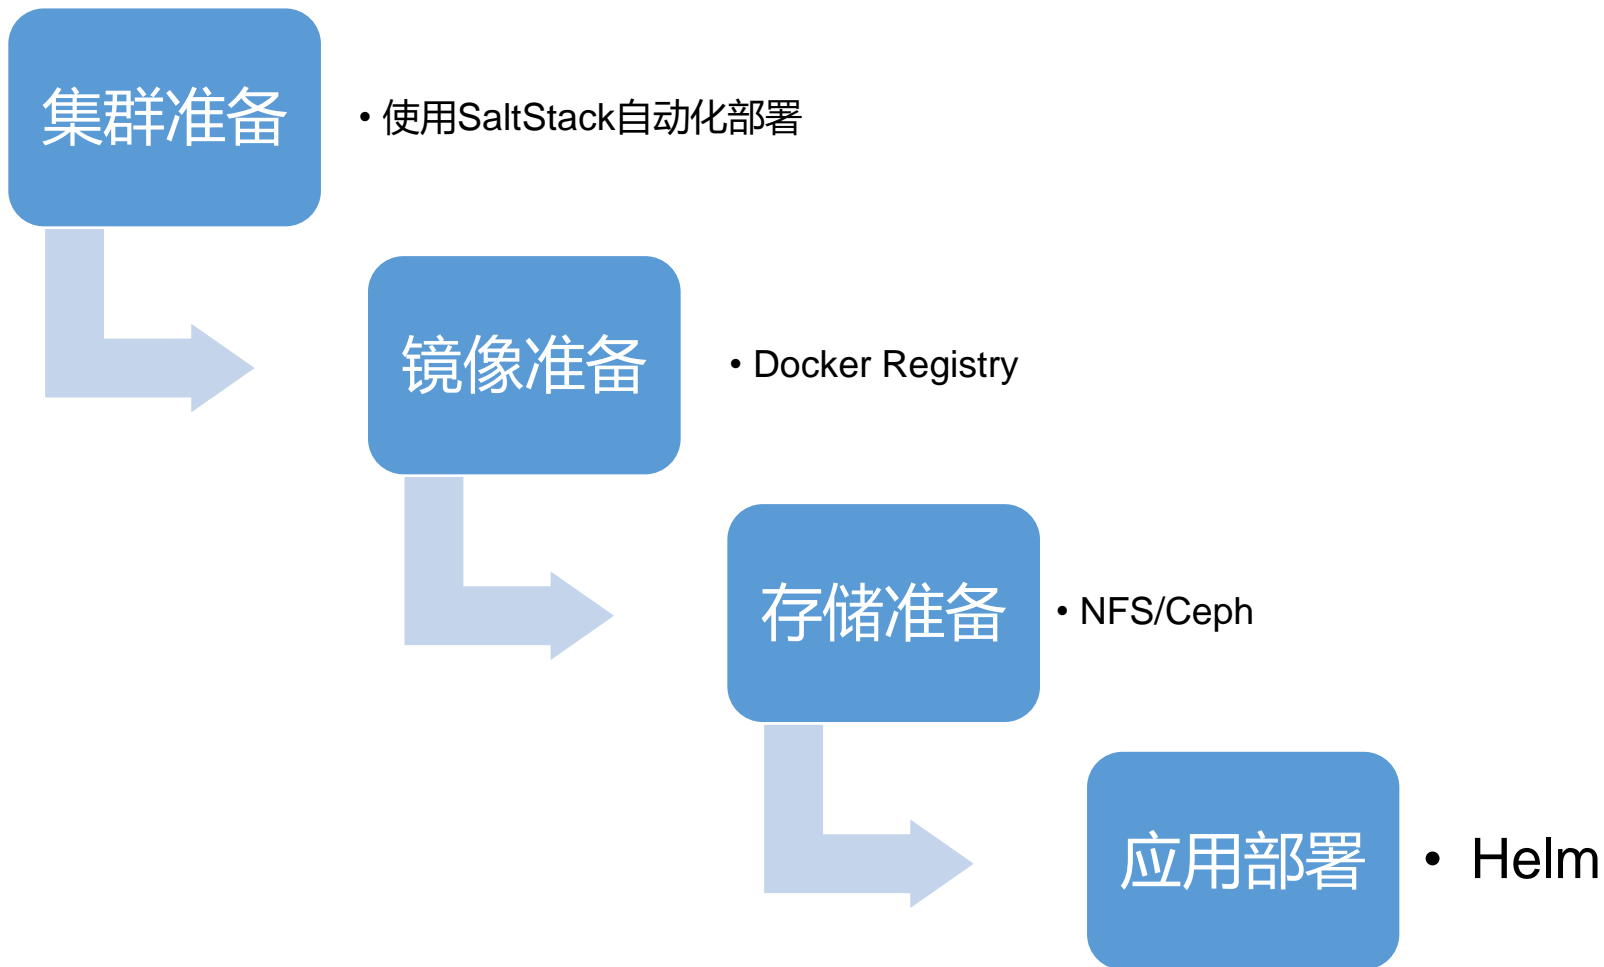 集群准备
• 使用SaltStack自动化部署
镜像准备
• Docker Registry
存储准备
• NFS/Ceph
应用部署
• Helm